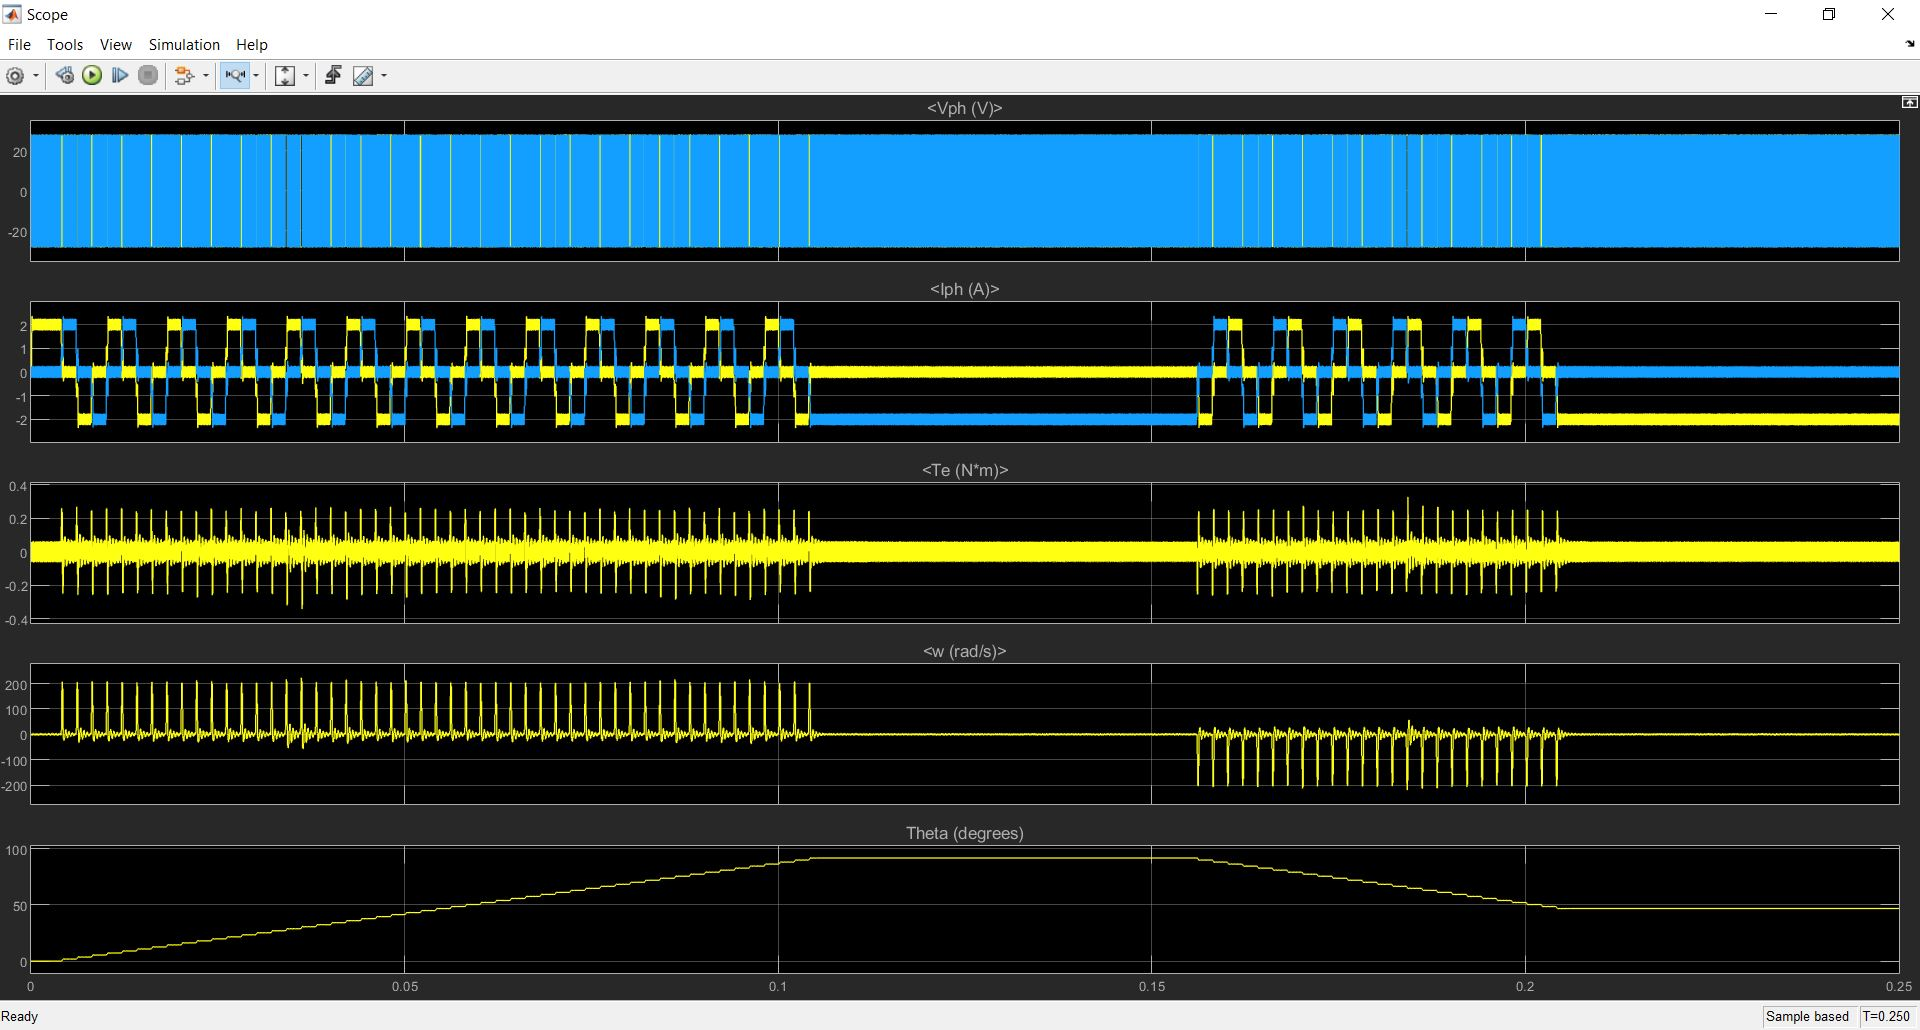 Scope
File Tools View Simulation Help
<Vph (V)>
20
0
-20
<Iph (A)>
2
1
0
-1
-2
<Te (N*m)>
0.4
0.2
0
-0.2
-0.4
<w (rad/s)>
200
100
0
-100
-200
Theta (degrees)
100
50
0
0 0.05 0.1 0.15 0.2 0.25
Ready Sample based T=0.250